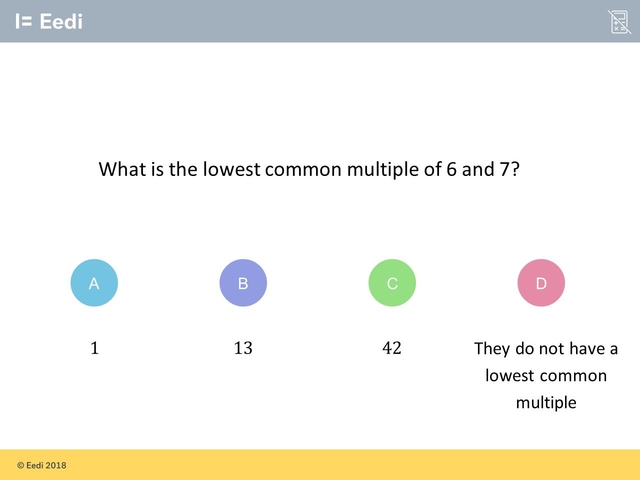 I= Eedi
What is the lowest common multiple of 6 and 7?
A
B
C
D
1
13
42
They do not have a
lowest common
multiple
© Eedi 2018